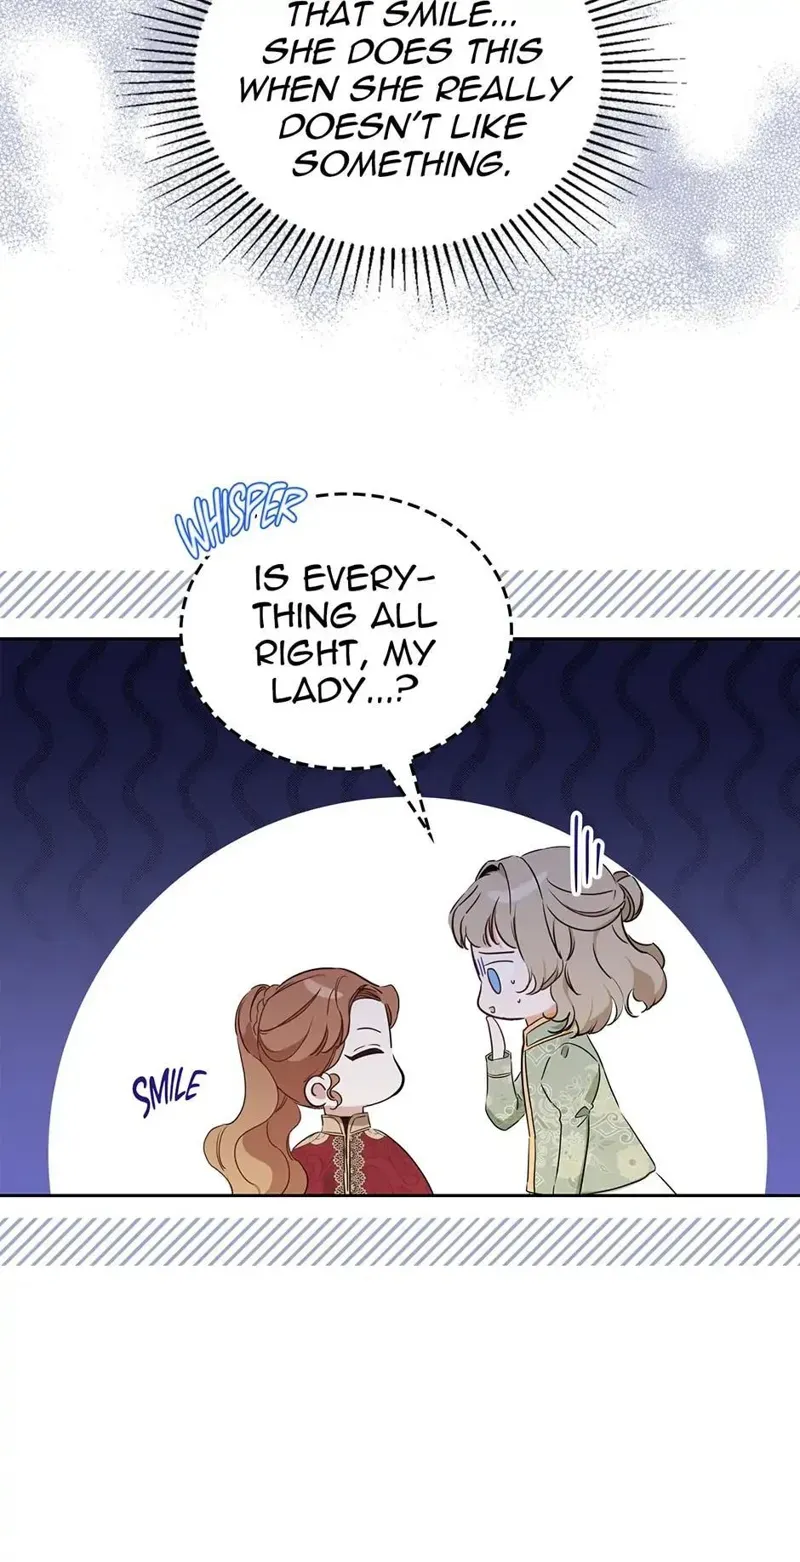 THAT SMILE...
SHE DOES THIS
WHEN SHE REALLY
DOESN'T LIKE
SOMETHING.
WHISPER
IS EVERY-
THING ALL
RIGHT, MY
LADY...?
SMILE